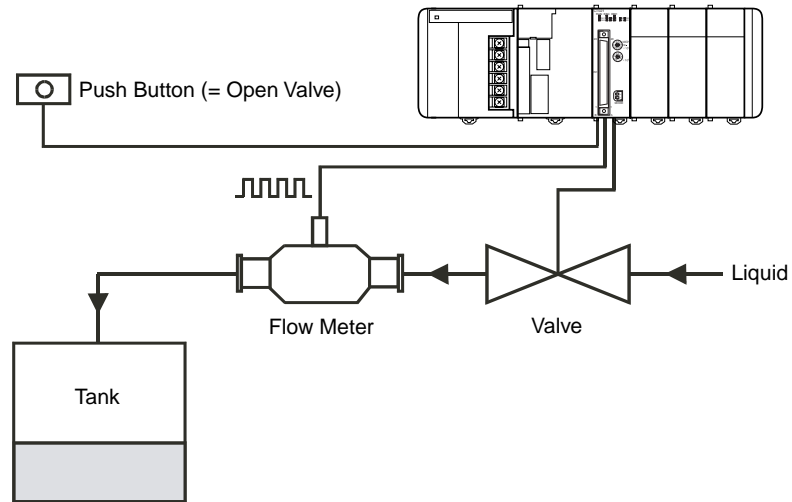 Push Button (= Open Valve)
Liquid
Flow Meter
Valve
Tank